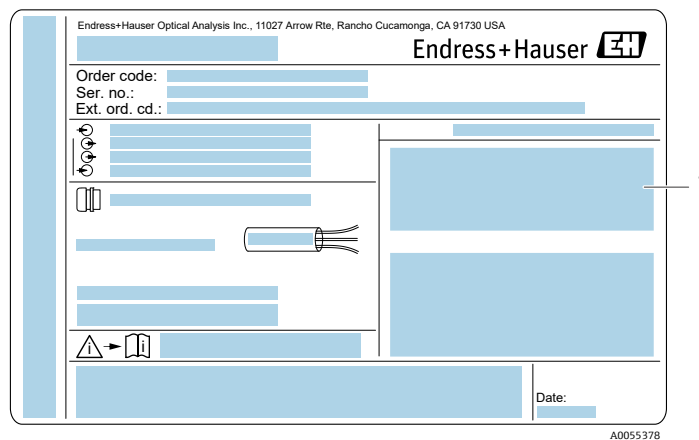 Endress+Hauser Optical Analysis Inc., 11027 Arrow Rte, Rancho Cucamonga, CA 91730 USA
Endress+Hauser EH
Order code:
Ser. no.:
Ext. ord. cd.:
i i
Date:
A0055378